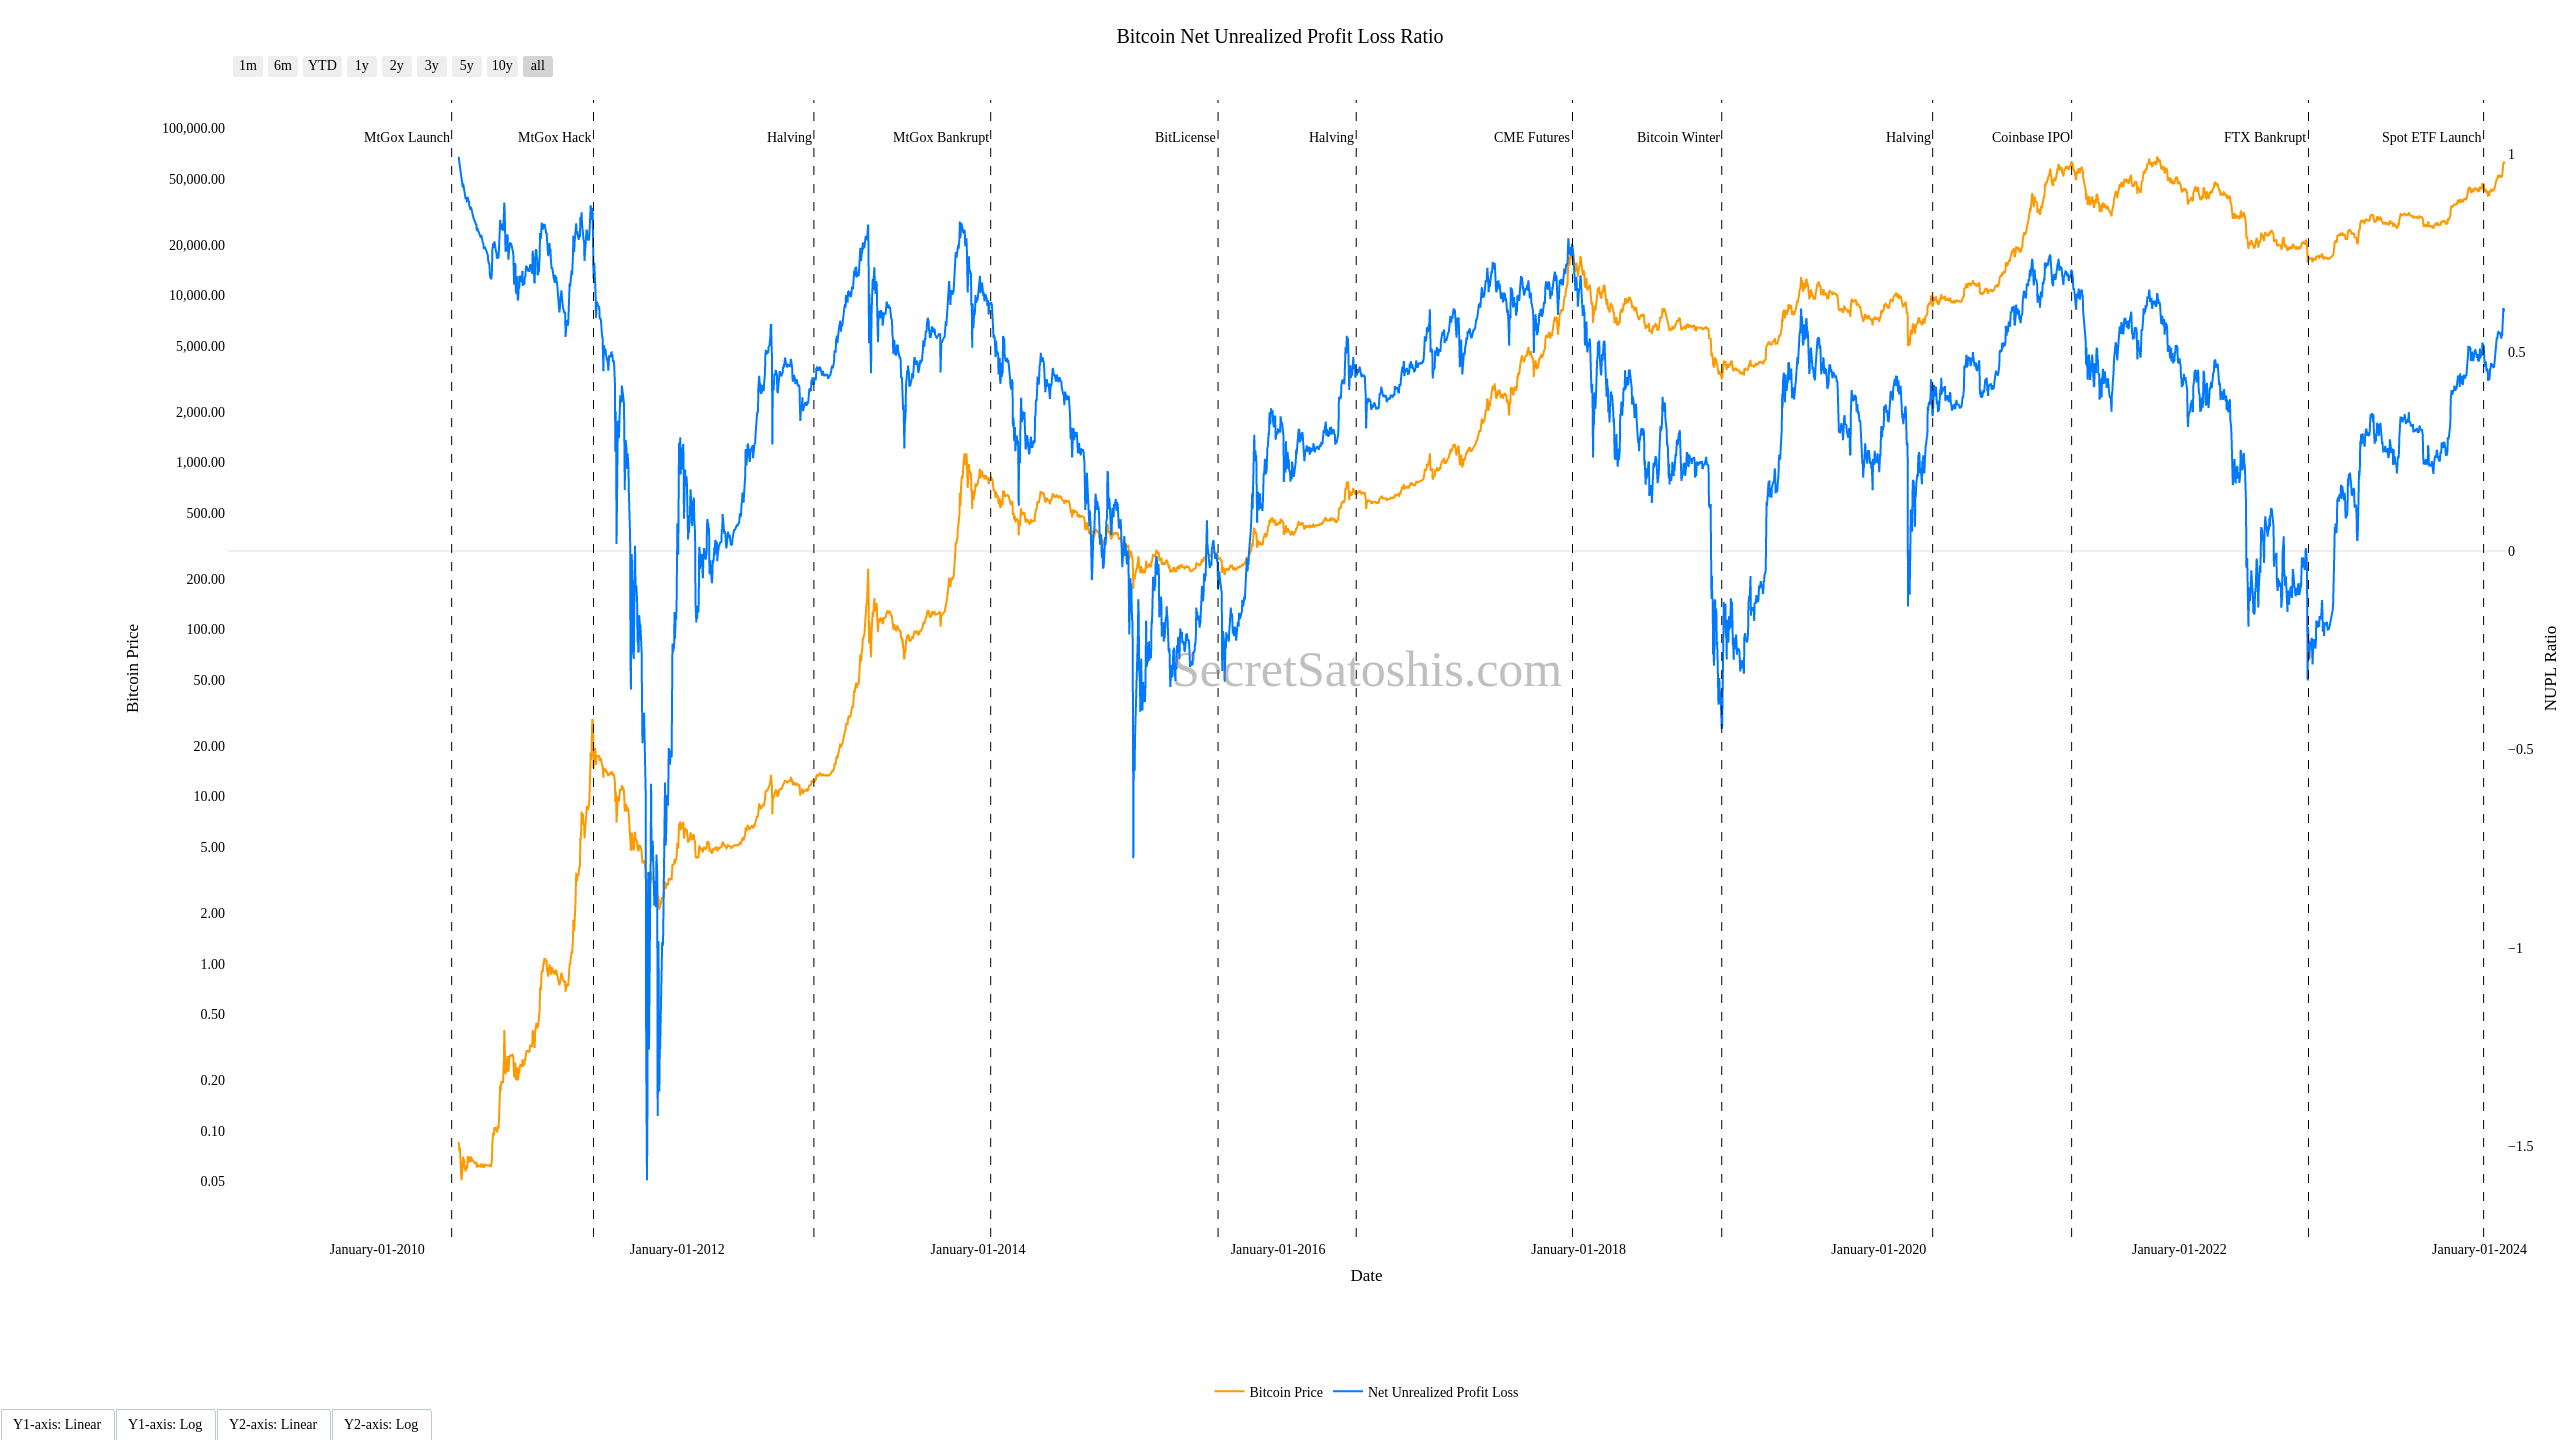 Bitcoin Net Unrealized Profit Loss Ratio
1m 6m YTD 1y 2y 3y 5y 10y all
MtGox Launch MtGox Hack Halving MtGox Bankrupt BitLicense Halving CME Futures Bitcoin Winter Halving Coinbase IPO FTX Bankrupt Spot ETF Launch
100,000.00
50,000.00
20,000.00
10,000.00
5,000.00
2,000.00
1,000.00
500.00
200.00
100.00
50.00
20.00
10.00
5.00
2.00
1.00
0.50
0.20
0.10
0.05
Bitcoin Price
SecretSatoshis.com
1
0.5
0
−0.5
−1
−1.5
NUPL Ratio
January-01-2010 January-01-2012 January-01-2014 January-01-2016 January-01-2018 January-01-2020 January-01-2022 January-01-2024
Date
Bitcoin Price Net Unrealized Profit Loss
Y1-axis: Linear Y1-axis: Log Y2-axis: Linear Y2-axis: Log